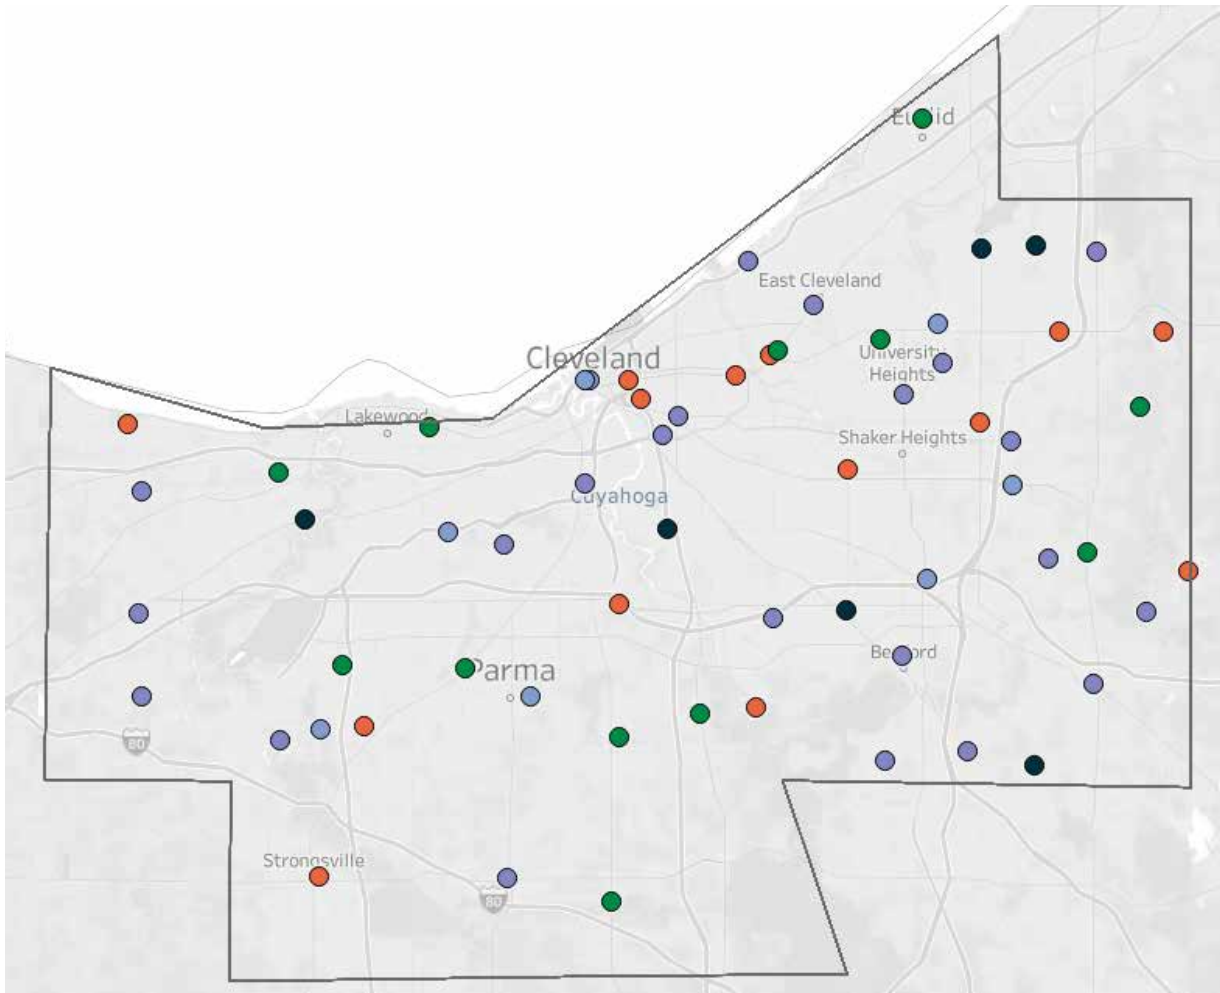 Euclid
East Cleveland
Cleveland
University
Heights
Lakewood
Shaker Heights
Cuyahoga
Bedford
Parma
80
Strongsville
80